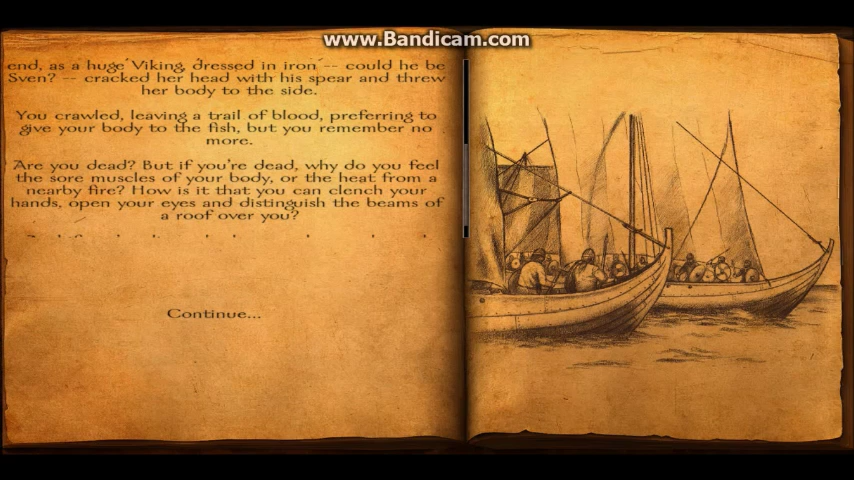 www.Bandicam.com
end, as a huge Viking, dressed in iron -- could he be
Sven? -- cracked her head with his spear and threw
her body to the side.
You crawled, leaving a trail of blood, preferring to
give your body to the fish, but you remember no
more.
Are you dead? But if you're dead, why do you feel
the sore muscles of your body, or the heat from a
nearby fire? How is it that you can clench your
hands, open your eyes and distinguish the beams of
a roof over you?
Continue...